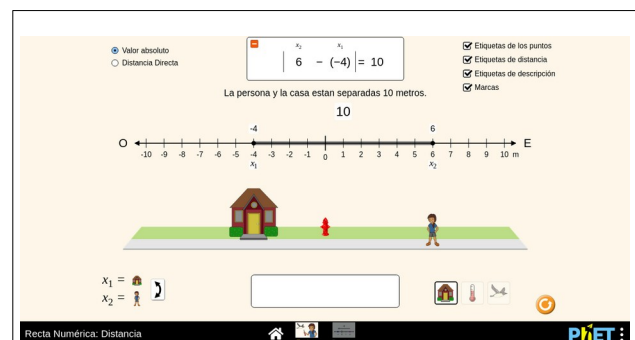 Valor absoluto
Distancia Directa
x₂ x₁
| 6 − (−4) | = 10
Etiquetas de los puntos
Etiquetas de distancia
Etiquetas de descripción
Marcas
La persona y la casa estan separadas 10 metros.
10
-4 6
O E
-10 -9 -8 -7 -6 -5 -4 -3 -2 -1 0 1 2 3 4 5 6 7 8 9 10 m
x₁ x₂
x₁ =
x₂ =
Recta Numérica: Distancia
PhET